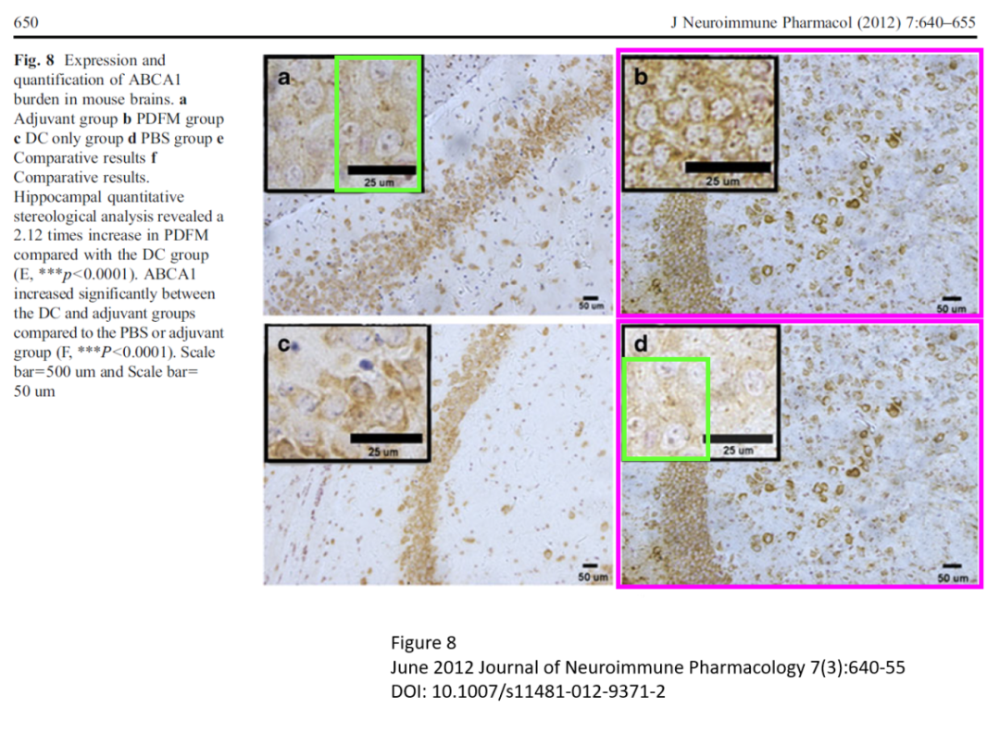 650
J Neuroimmune Pharmacol (2012) 7:640–655
Fig. 8 Expression and
quantification of ABCA1
burden in mouse brains. a
Adjuvant group b PDFM group
c DC only group d PBS group e
Comparative results f
Comparative results.
Hippocampal quantitative
stereological analysis revealed a
2.12 times increase in PDFM
compared with the DC group
(E, ***p<0.0001). ABCA1
increased significantly between
the DC and adjuvant groups
compared to the PBS or adjuvant
group (F, ***P<0.0001). Scale
bar=500 um and Scale bar=
50 um
a
25 um
50 um
b
25 um
50 um
c
25 um
50 um
d
25 um
50 um
Figure 8
June 2012 Journal of Neuroimmune Pharmacology 7(3):640-55
DOI: 10.1007/s11481-012-9371-2